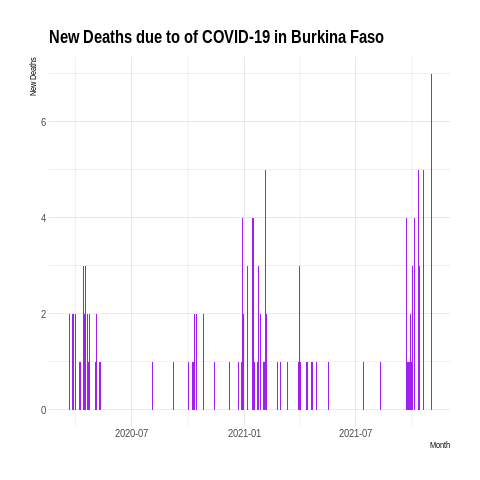 New Deaths due to of COVID-19 in Burkina Faso
New Deaths
6
4
2
0
2020-07 2021-01 2021-07
Month